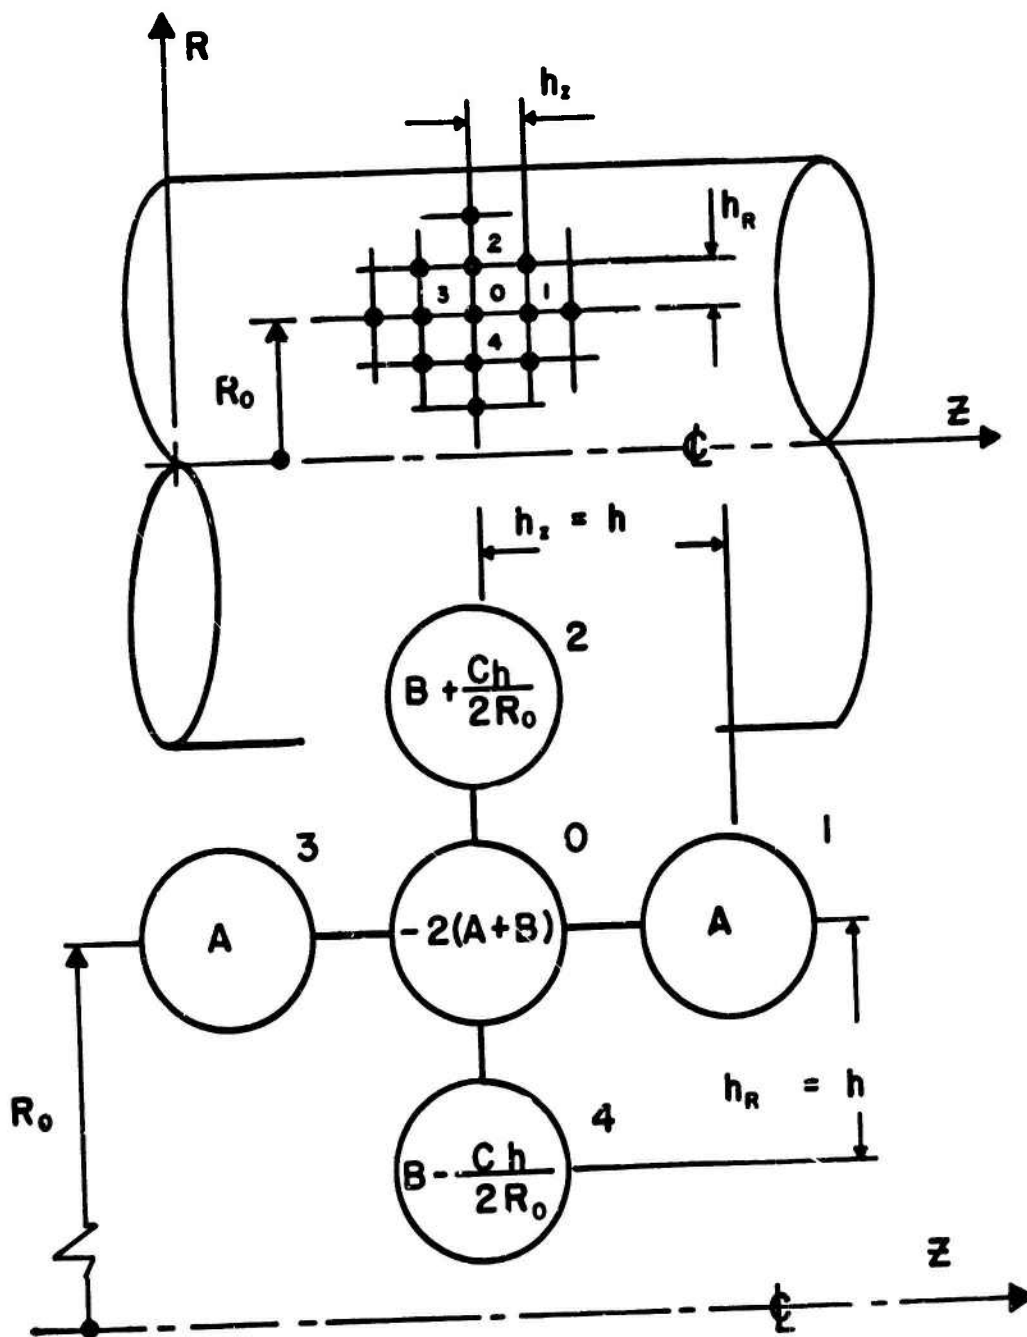 R
h_z
h_R
2
3 0 1
4
R_0
Z
℄
h_z = h
2
B + Ch/2R_0
3
0
1
A
-2(A+B)
A
R_0
h_R = h
4
B - Ch/2R_0
Z
℄